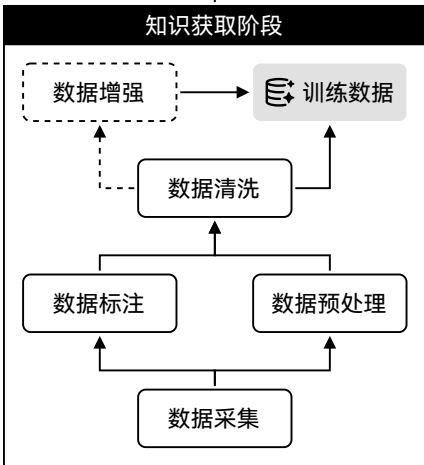 知识获取阶段
数据增强
训练数据
数据清洗
数据标注
数据预处理
数据采集